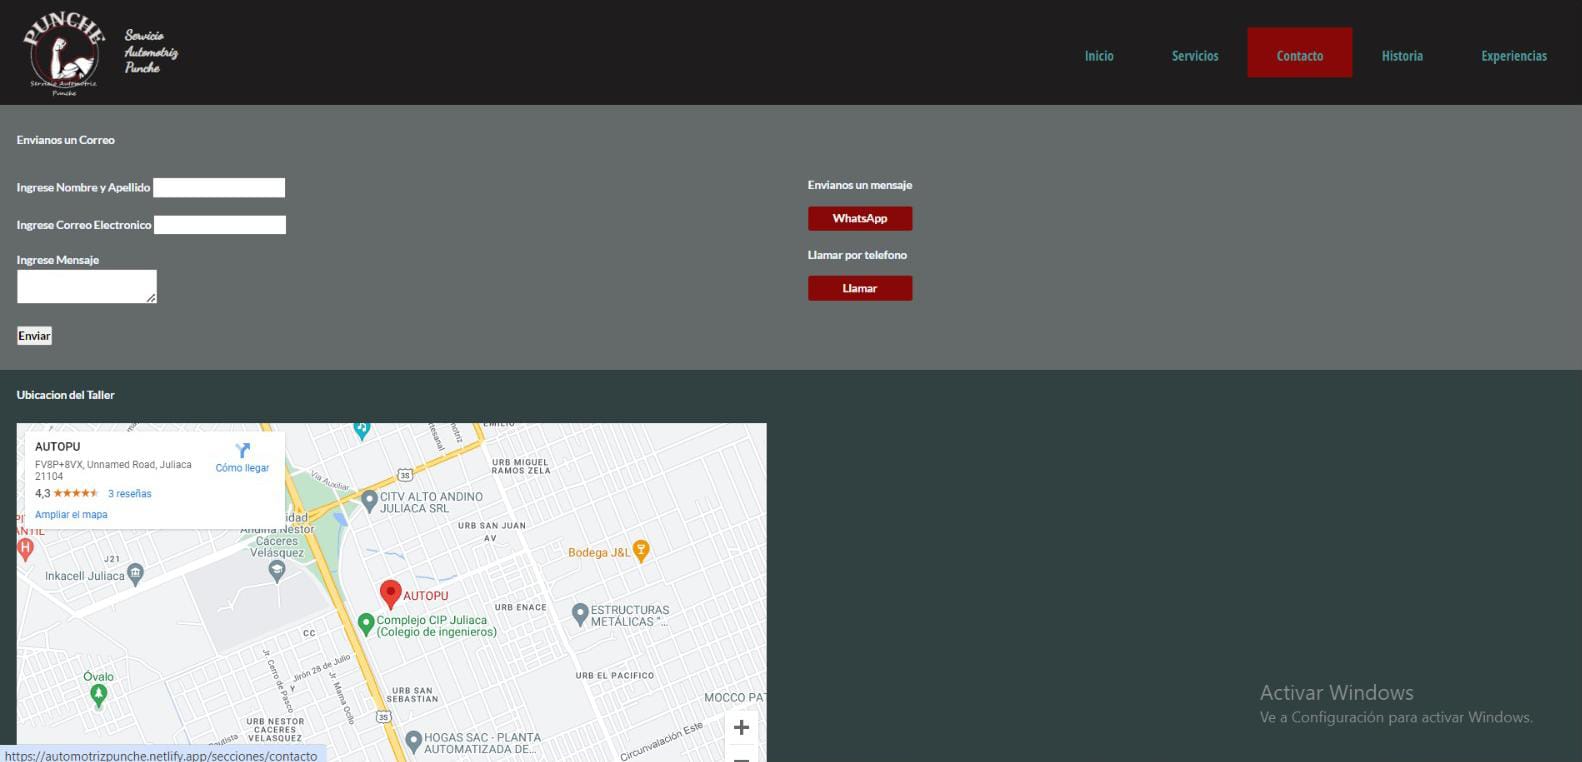 PUNCHE
Servicio Automotriz
Punche
Servicio
Automotriz
Punche
Inicio
Servicios
Contacto
Historia
Experiencias
Envianos un Correo
Ingrese Nombre y Apellido
Ingrese Correo Electronico
Ingrese Mensaje
Enviar
Envianos un mensaje
WhatsApp
Llamar por telefono
Llamar
Ubicacion del Taller
AUTOPU
FV8P+8VX, Unnamed Road, Juliaca
21104
4,3
3 reseñas
Ampliar el mapa
Cómo llegar
EMILIO
Vía Auxiliar
3S
URB MIGUEL
RAMOS ZELA
CITV ALTO ANDINO
JULIACA SRL
URB SAN JUAN
AV
idad
Andina Néstor
Cáceres
Velásquez
ANTIL
H
J21
Inkacell Juliaca
Bodega J&L
AUTOPU
URB ENACE
ESTRUCTURAS
METÁLICAS "...
Complejo CIP Juliaca
(Colegio de ingenieros)
CC
Jirón 28 de Julio
Jr. Cerro de Pasco
Jr. Mama Ocllo
URB EL PACIFICO
Óvalo
URB SAN
SEBASTIAN
MOCCO PAT
3S
URB NESTOR
CACERES
VELASQUEZ
HOGAS SAC - PLANTA
AUTOMATIZADA DE...
Circunvalación Este
+
Activar Windows
Ve a Configuración para activar Windows.
https://automotrizpunche.netlify.app/secciones/contacto